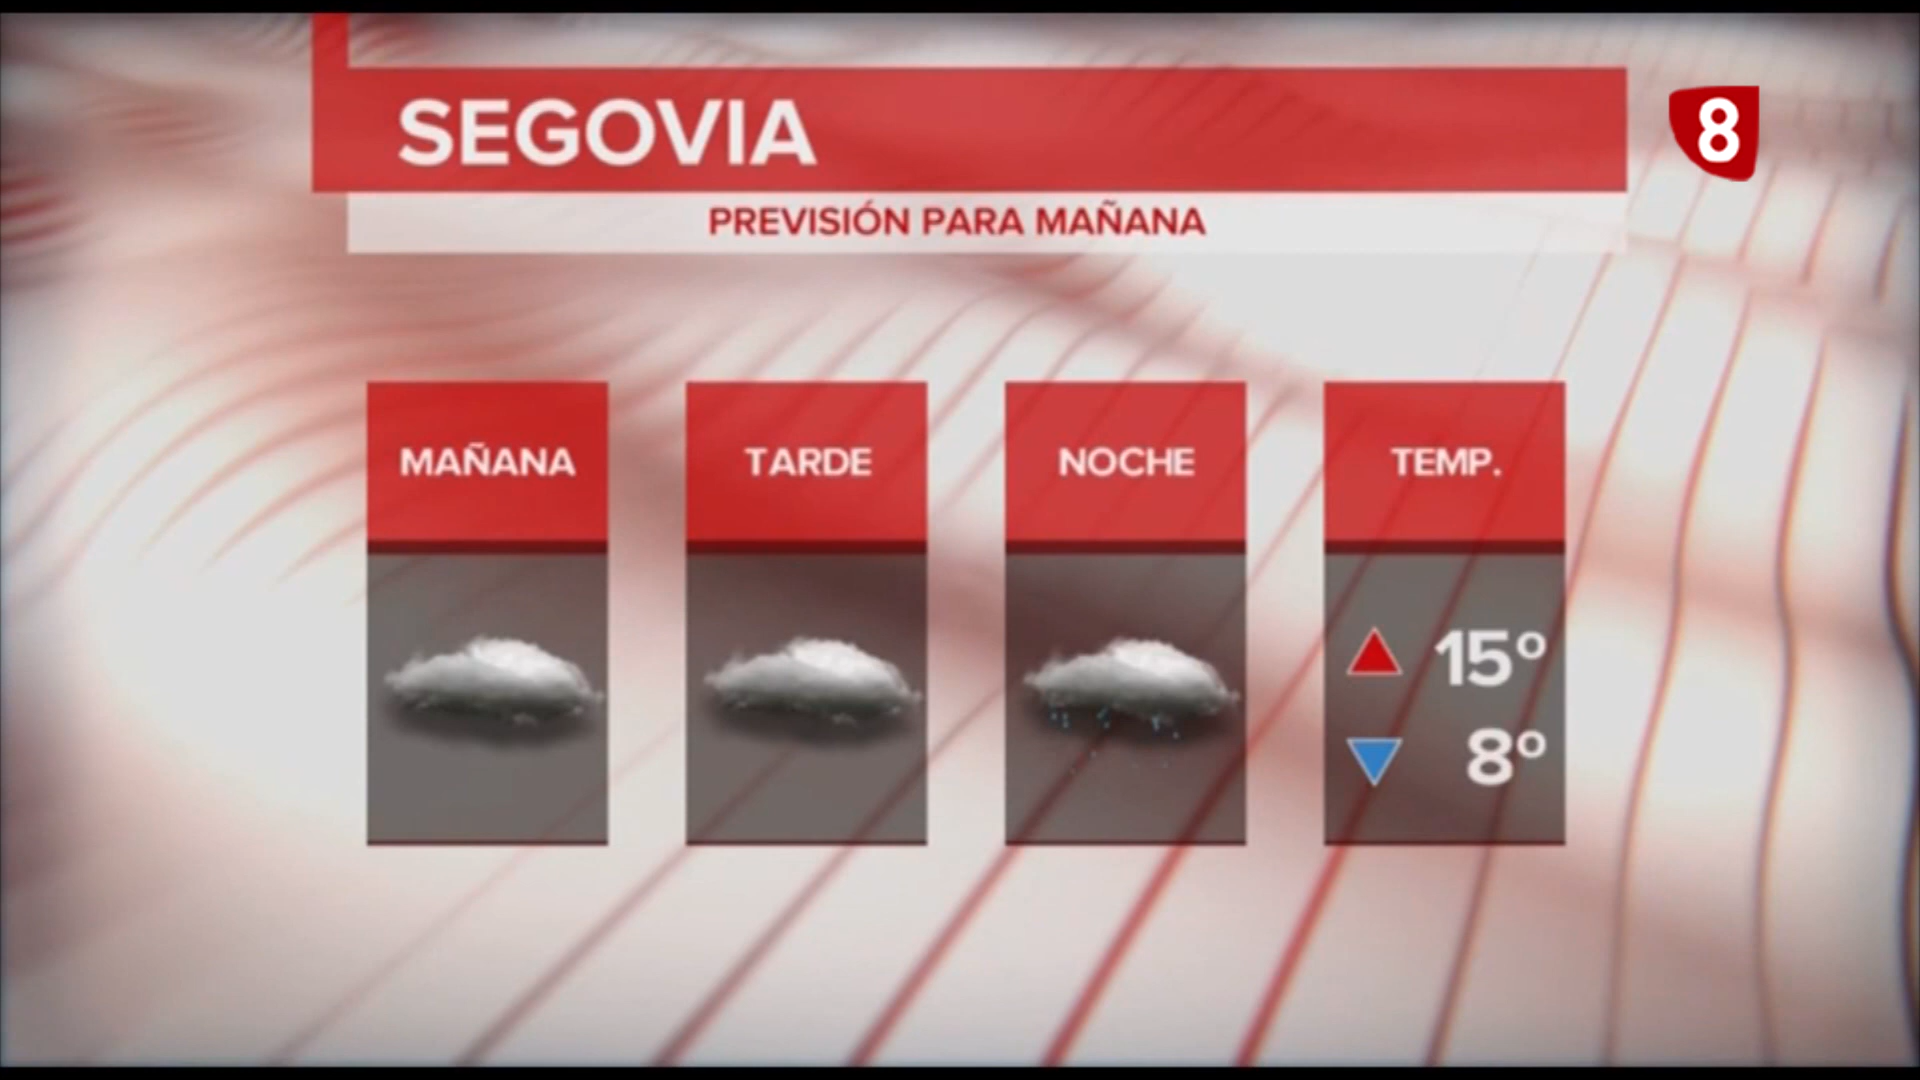 SEGOVIA
8
PREVISIÓN PARA MAÑANA
MAÑANA
TARDE
NOCHE
TEMP.
15º
8º